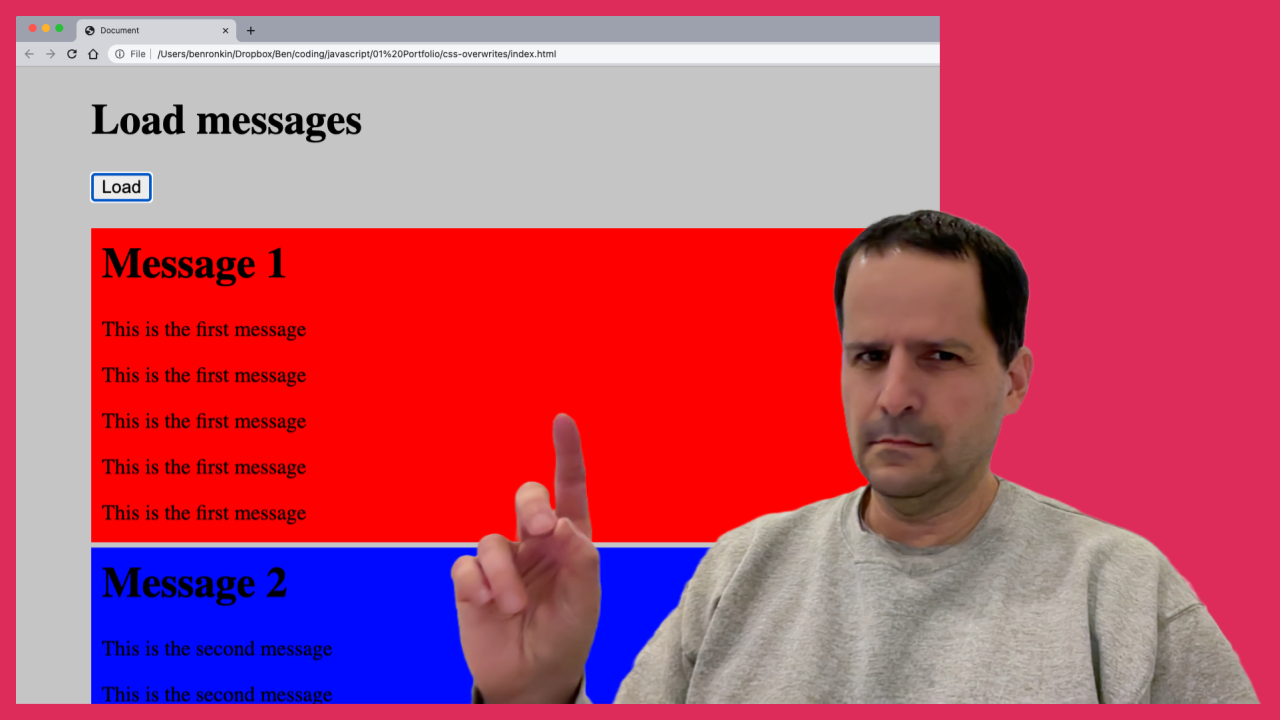 Document
File /Users/benronkin/Dropbox/Ben/coding/javascript/01%20Portfolio/css-overwrites/index.html
Load messages
Load
Message 1
This is the first message
This is the first message
This is the first message
This is the first message
This is the first message
Message 2
This is the second message
This is the second message